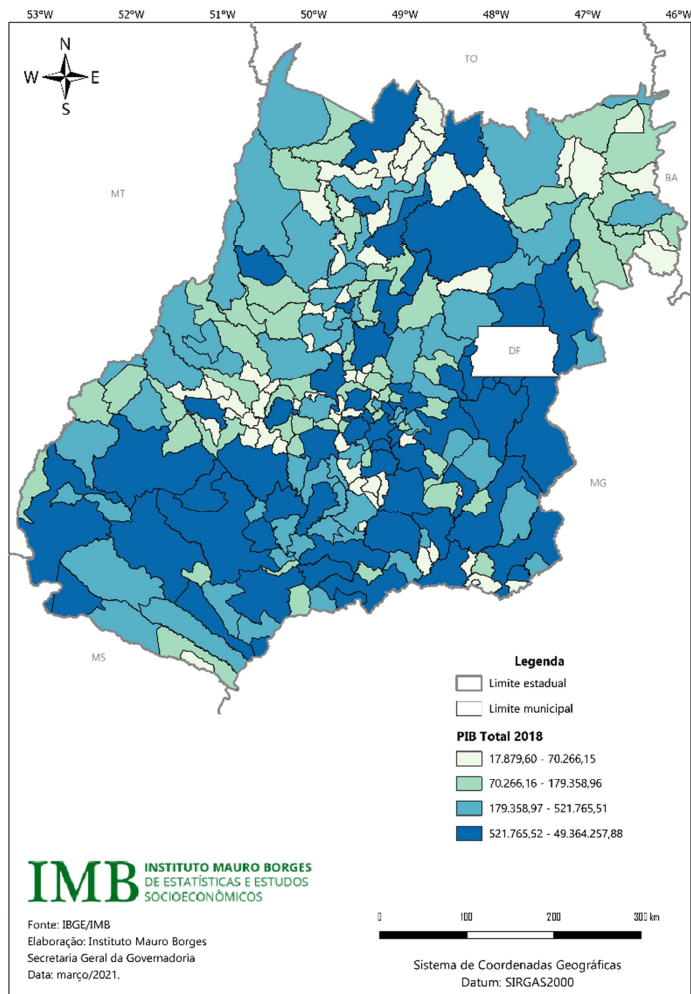 53°W 52°W 51°W 50°W 49°W 48°W 47°W 46°W
N
W E
S
TO
MT
BA
DF
MG
MS
Legenda
Limite estadual
Limite municipal
PIB Total 2018
17.879,60 - 70.266,15
70.266,16 - 179.358,96
179.358,97 - 521.765,51
521.765,52 - 49.364.257,88
IMB
INSTITUTO MAURO BORGES
DE ESTATÍSTICAS E ESTUDOS
SOCIOECONÔMICOS
Fonte: IBGE/IMB
Elaboração: Instituto Mauro Borges
Secretaria Geral da Governadoria
Data: março/2021.
0 100 200 300 km
Sistema de Coordenadas Geográficas
Datum: SIRGAS2000